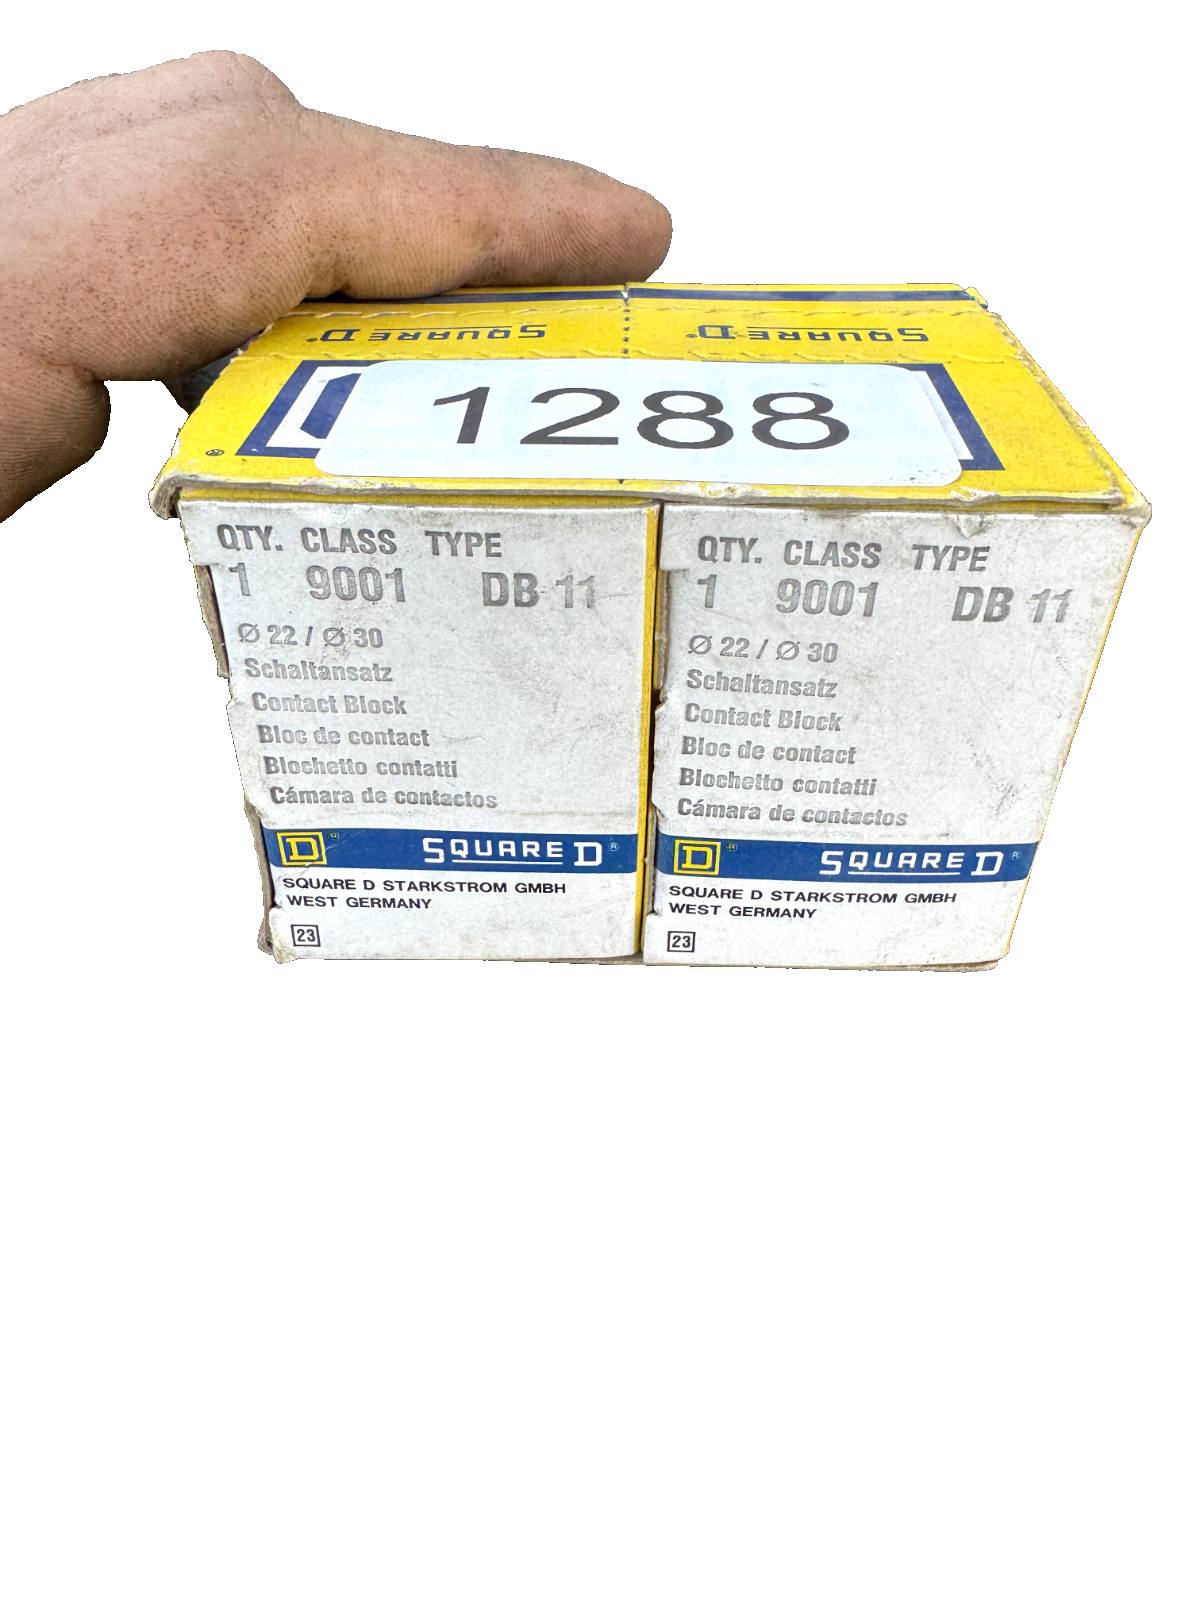 SQUARE D® SQUARE D
1288
®
QTY. CLASS TYPE
1 9001 DB 11
Ø 22 / Ø 30
Schaltansatz
Contact Block
Bloc de contact
Blochetto contatti
Cámara de contactos
D® SQUARE D®
SQUARE D STARKSTROM GMBH
WEST GERMANY
23
QTY. CLASS TYPE
1 9001 DB 11
Ø 22 / Ø 30
Schaltansatz
Contact Block
Bloc de contact
Blochetto contatti
Cámara de contactos
D® SQUARE D®
SQUARE D STARKSTROM GMBH
WEST GERMANY
23